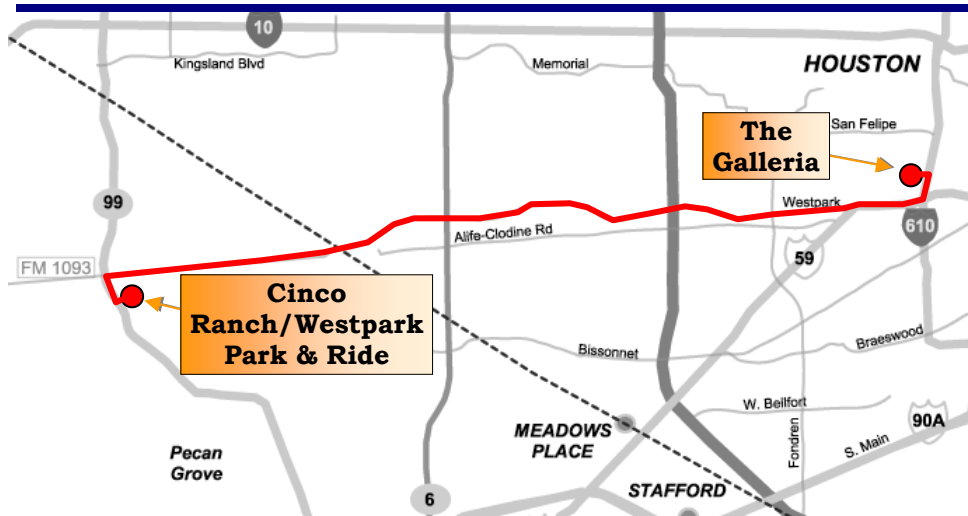 10
Kingsland Blvd
Memorial
HOUSTON
San Felipe
The
Galleria
99
Westpark
610
Alife-Clodine Rd
59
FM 1093
Cinco
Ranch/Westpark
Park & Ride
Bissonnet
Braeswood
W. Beilfort
90A
Fondren
S. Main
MEADOWS
PLACE
Pecan
Grove
6
STAFFORD